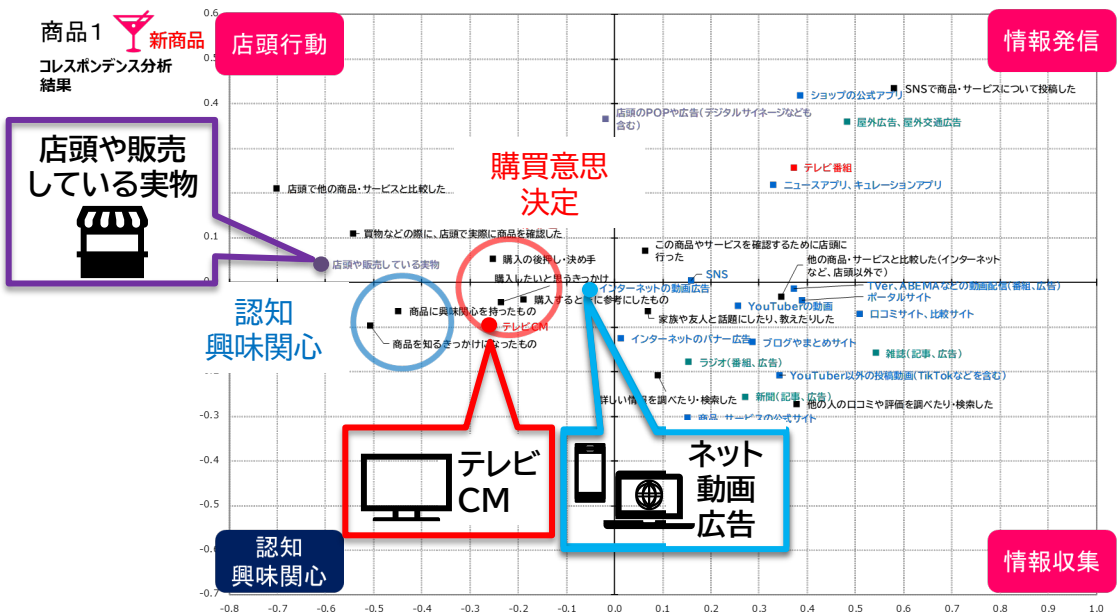 商品１
新商品
コレスポンデンス分析
結果
店頭行動
情報発信
店頭や販売
している実物
購買意思
決定
認知
興味関心
SNSで商品・サービスについて投稿した
ショップの公式アプリ
店頭のPOPや広告(デジタルサイネージなども
含む)
屋外広告、屋外交通広告
テレビ番組
ニュースアプリ、キュレーションアプリ
店頭で他の商品・サービスと比較した
買物などの際に、店頭で実際に商品を確認した
購入の後押し・決め手
この商品やサービスを確認するために店頭に
行った
他の商品・サービスと比較した(インターネット
など、店頭以外で)
店頭や販売している実物
購入したいと思うきっかけ
SNS
インターネットの動画広告
TVer、ABEMAなどの動画配信(番組、広告)
ポータルサイト
購入するときに参考にしたもの
YouTuberの動画
商品に興味関心を持ったもの
家族や友人と話題にしたり、教えたりした
口コミサイト、比較サイト
テレビCM
商品を知るきっかけになったもの
インターネットのバナー広告
ブログやまとめサイト
ラジオ(番組、広告)
雑誌(記事、広告)
YouTuber以外の投稿動画(TikTokなどを含む)
詳しい情報を調べたり・検索した
新聞(記事、広告)
他の人の口コミや評価を調べたり・検索した
商品、サービスの公式サイト
テレビ
CM
ネット
動画
広告
認知
興味関心
情報収集
0.6
0.5
0.4
0.1
-0.3
-0.4
-0.5
-0.6
-0.7
-0.8 -0.7 -0.6 -0.5 -0.4 -0.3 -0.2 -0.1 0.0 0.1 0.2 0.3 0.4 0.5 0.6 0.7 0.8 0.9 1.0